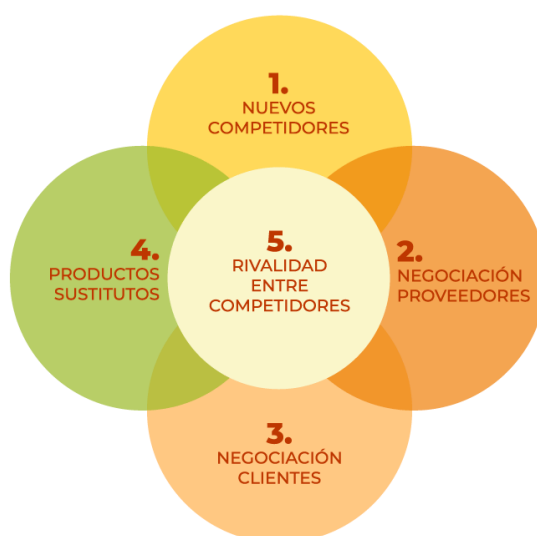 1.
NUEVOS
COMPETIDORES
2.
NEGOCIACIÓN
PROVEEDORES
3.
NEGOCIACIÓN
CLIENTES
4.
PRODUCTOS
SUSTITUTOS
5.
RIVALIDAD
ENTRE
COMPETIDORES